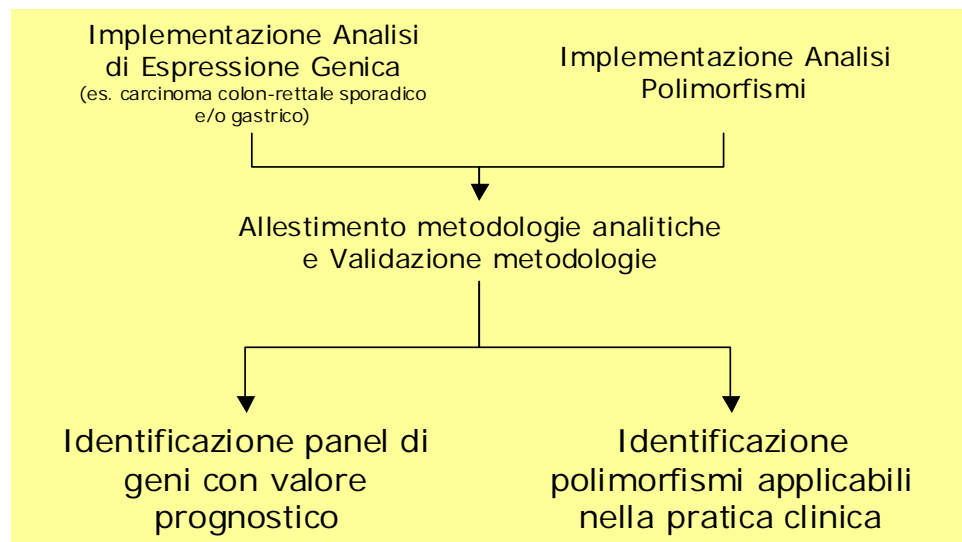 Implementazione Analisi
di Espressione Genica
(es. carcinoma colon-rettale sporadico
e/o gastrico)
Implementazione Analisi
Polimorfismi
Allestimento metodologie analitiche
e Validazione metodologie
Identificazione panel di
geni con valore
prognostico
Identificazione
polimorfismi applicabili
nella pratica clinica